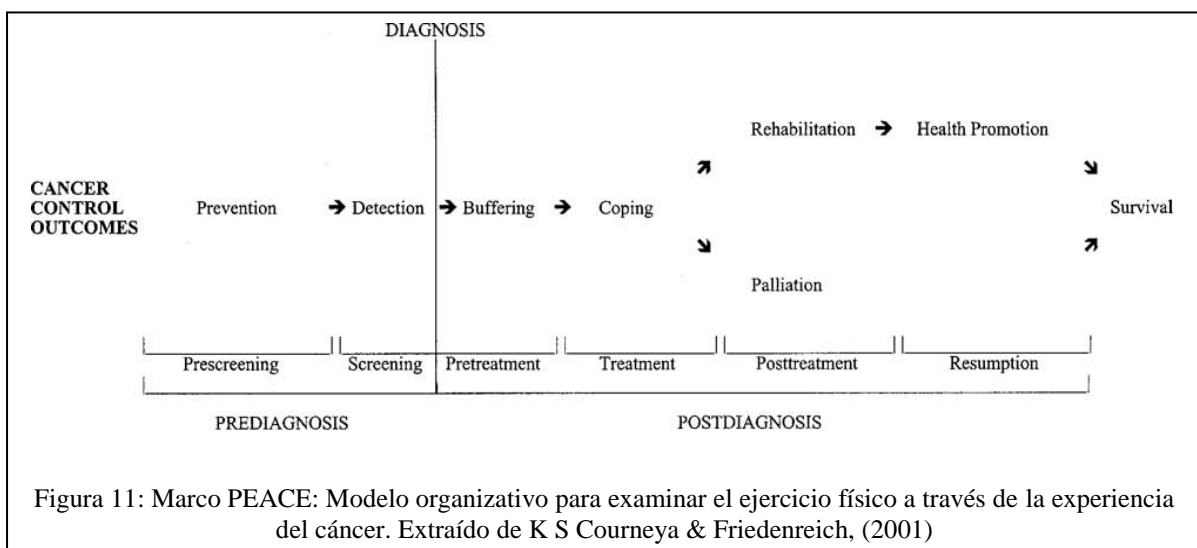 DIAGNOSIS
Rehabilitation → Health Promotion
CANCER
CONTROL
OUTCOMES
Prevention → Detection → Buffering → Coping
Survival
Palliation
Prescreening Screening Pretreatment Treatment Posttreatment Resumption
PREDIAGNOSIS POSTDIAGNOSIS
Figura 11: Marco PEACE: Modelo organizativo para examinar el ejercicio físico a través de la experiencia
del cáncer. Extraído de K S Courneya & Friedenreich, (2001)